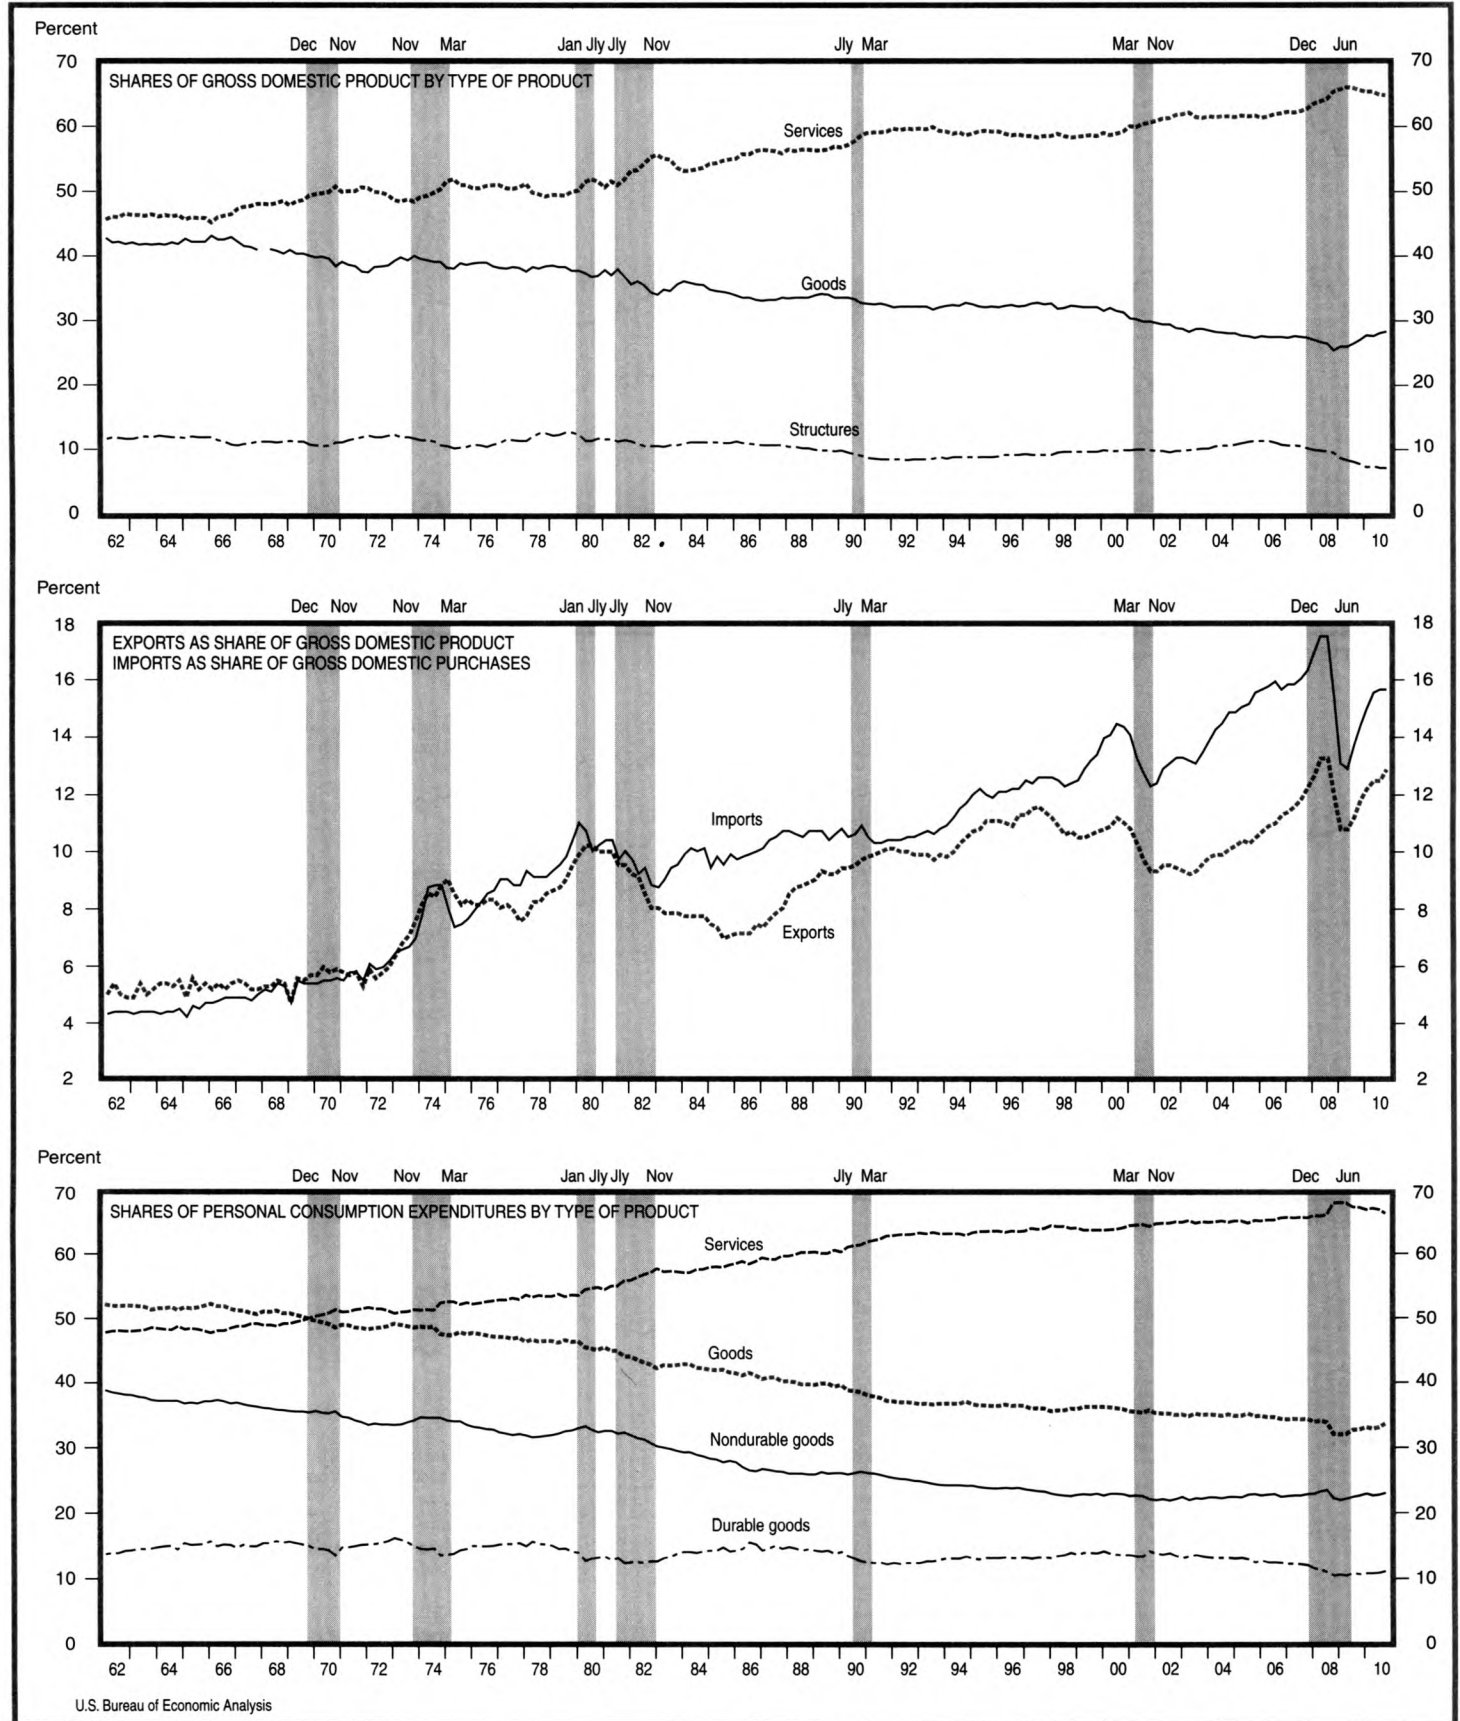 Percent
Dec Nov Nov Mar Jan Jly Jly Nov Jly Mar Mar Nov Dec Jun
70 70
SHARES OF GROSS DOMESTIC PRODUCT BY TYPE OF PRODUCT
Services
60 60
50 50
40 40
Goods
30 30
20 20
Structures
10 10
0 0
62 64 66 68 70 72 74 76 78 80 82 84 86 88 90 92 94 96 98 00 02 04 06 08 10
Percent
Dec Nov Nov Mar Jan Jly Jly Nov Jly Mar Mar Nov Dec Jun
18 18
EXPORTS AS SHARE OF GROSS DOMESTIC PRODUCT
IMPORTS AS SHARE OF GROSS DOMESTIC PURCHASES
16 16
14 14
12 12
Imports
10 10
8 8
Exports
6 6
4 4
2 2
62 64 66 68 70 72 74 76 78 80 82 84 86 88 90 92 94 96 98 00 02 04 06 08 10
Percent
Dec Nov Nov Mar Jan Jly Jly Nov Jly Mar Mar Nov Dec Jun
70 70
SHARES OF PERSONAL CONSUMPTION EXPENDITURES BY TYPE OF PRODUCT
Services
60 60
50 50
Goods
40 40
Nondurable goods
30 30
20 20
Durable goods
10 10
0 0
62 64 66 68 70 72 74 76 78 80 82 84 86 88 90 92 94 96 98 00 02 04 06 08 10
U.S. Bureau of Economic Analysis